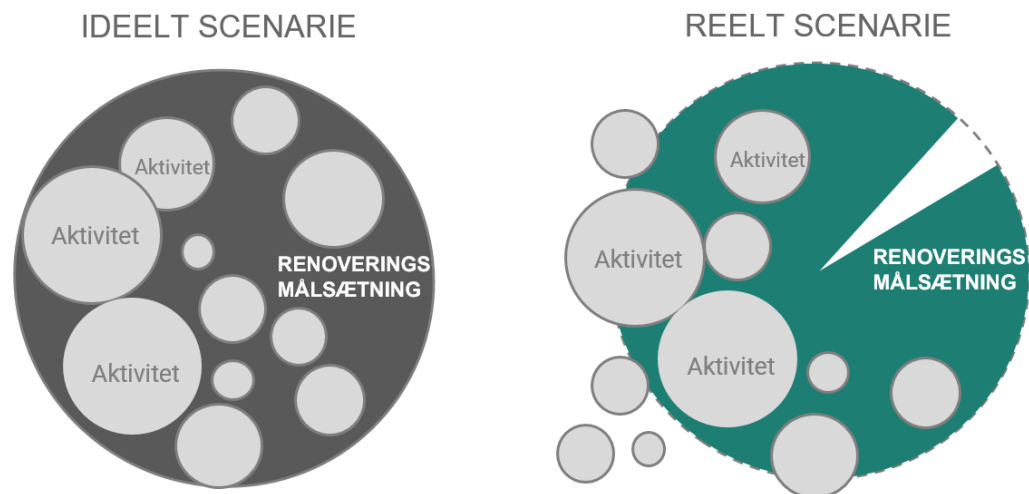 IDEELT SCENARIE
Aktivitet
Aktivitet
RENOVERINGS
MÅLSÆTNING
Aktivitet
REELT SCENARIE
Aktivitet
Aktivitet
RENOVERINGS
MÅLSÆTNING
Aktivitet